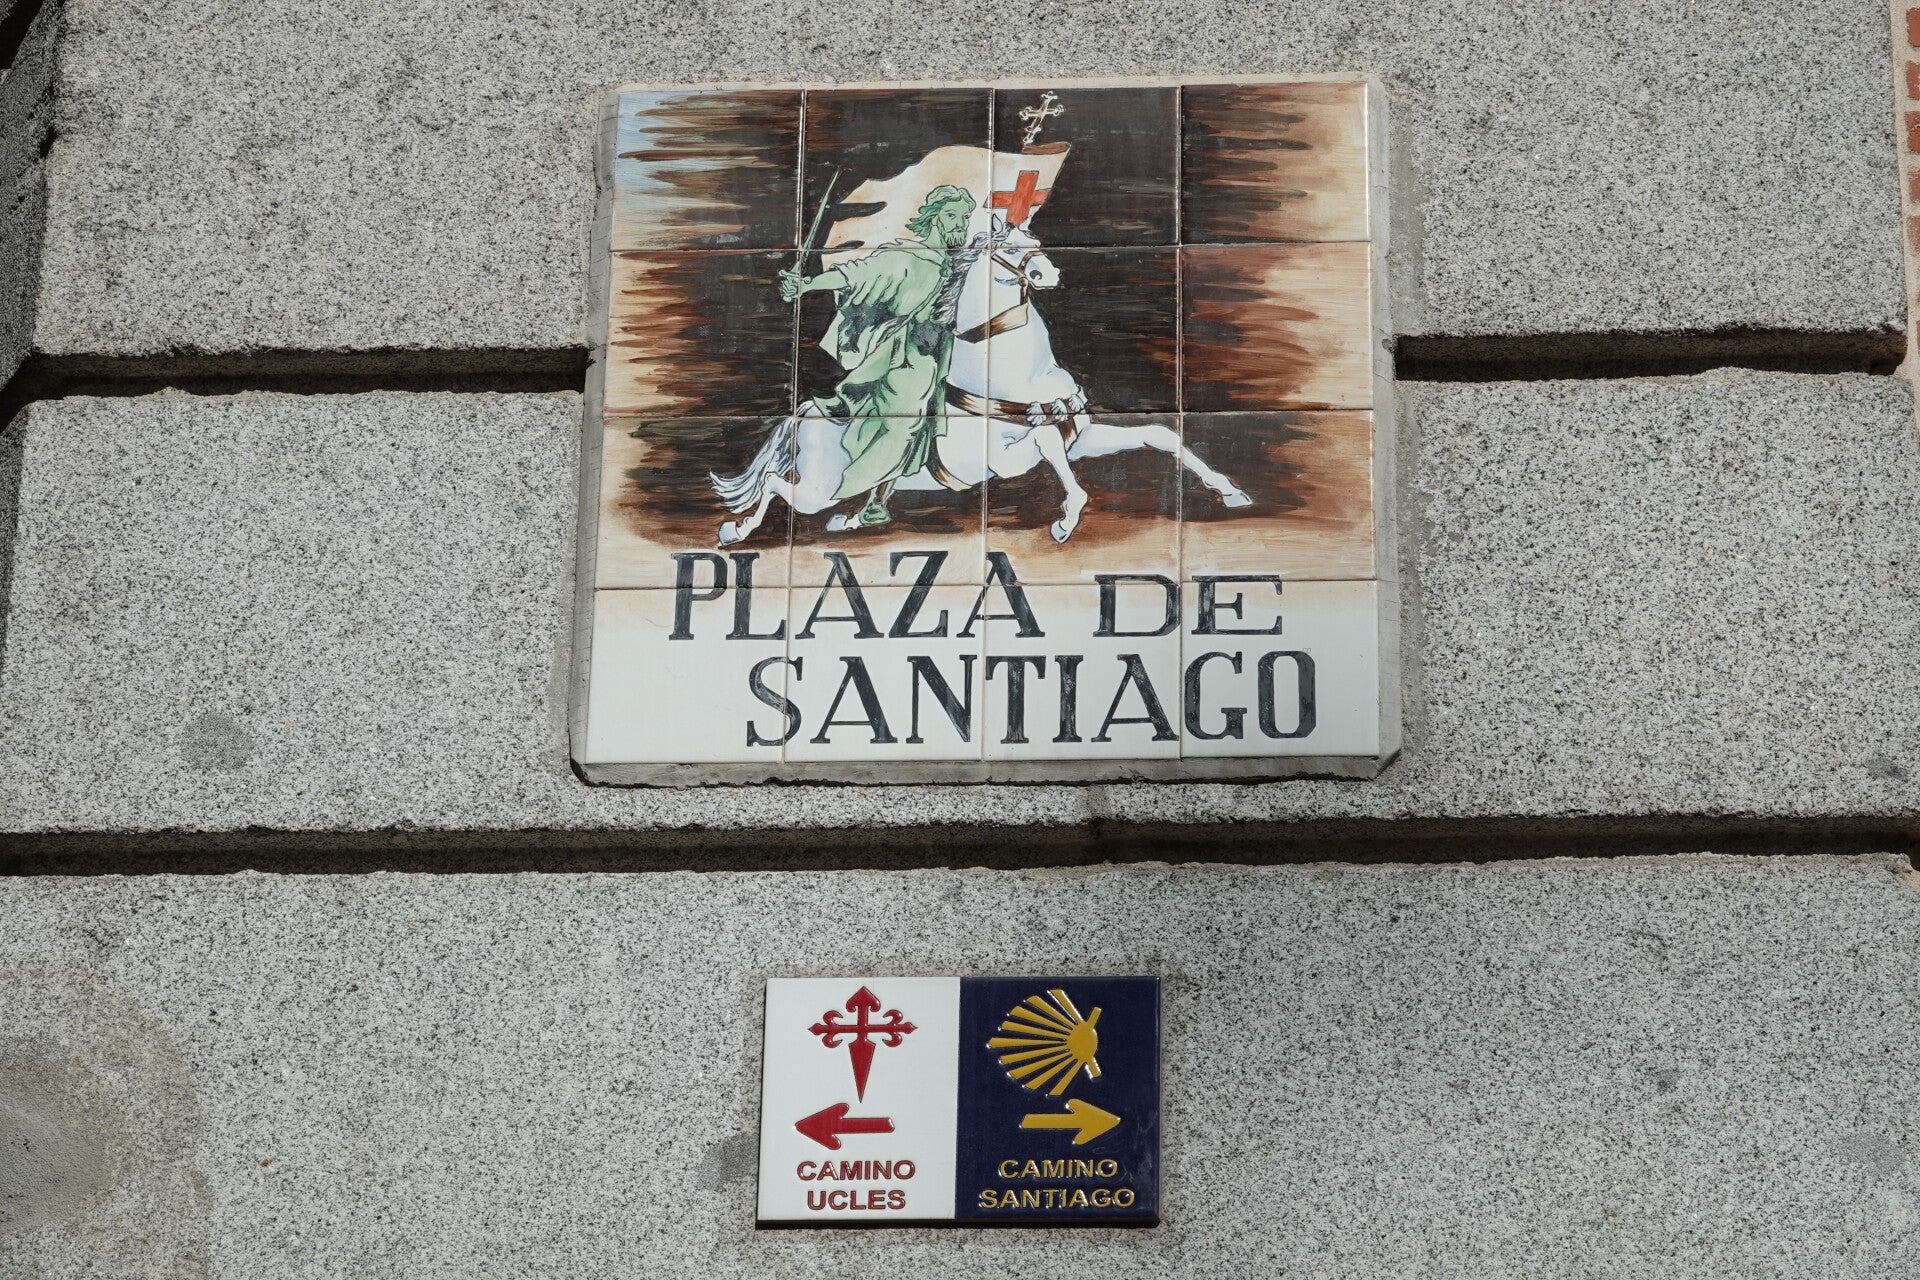 PLAZA DE
SANTIAGO
CAMINO
UCLES
CAMINO
SANTIAGO